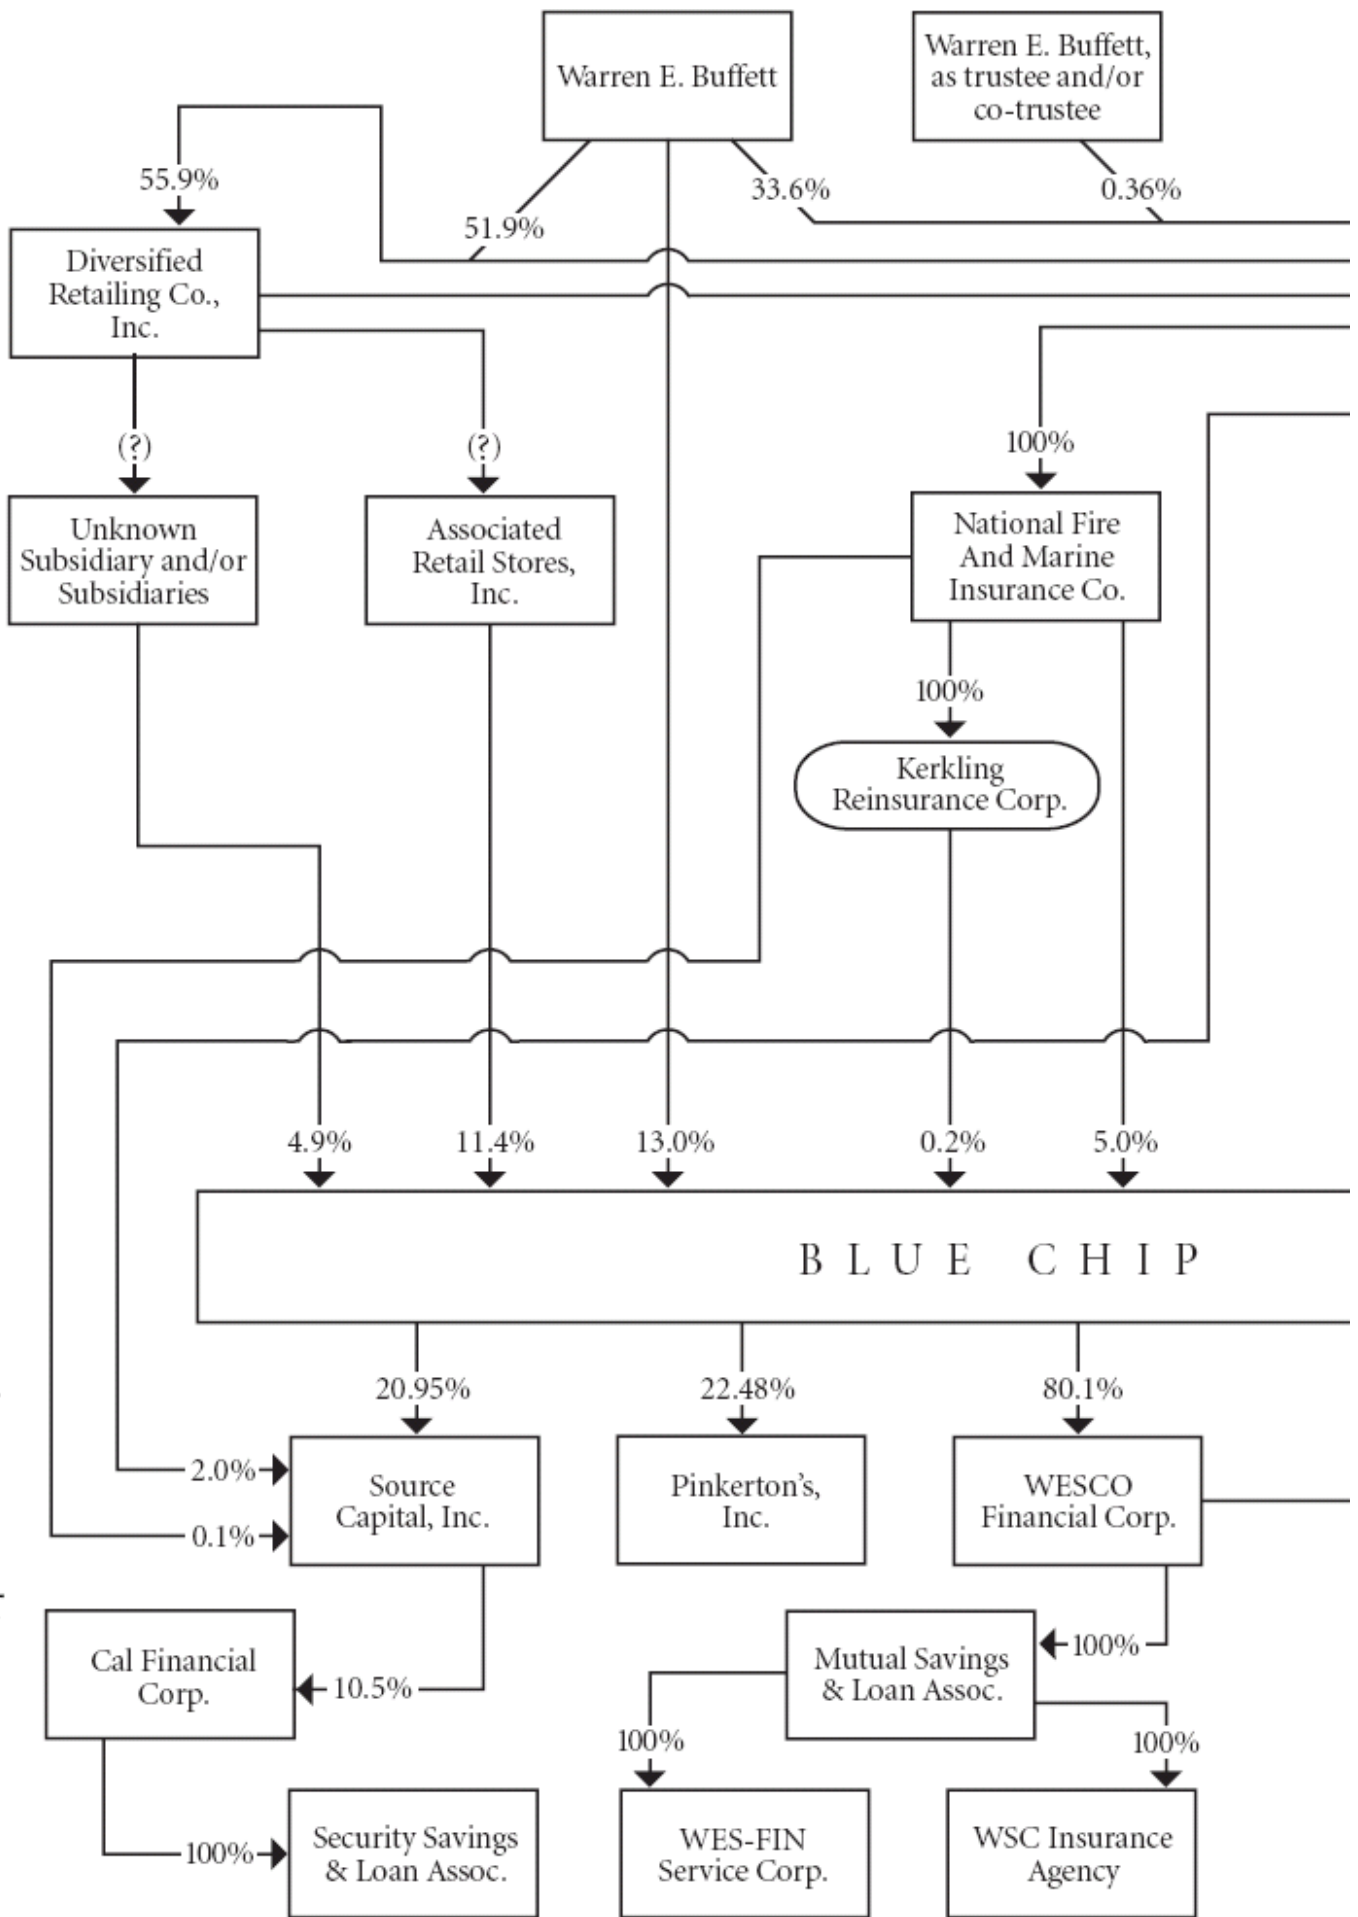 Warren E. Buffett
Warren E. Buffett,
as trustee and/or
co-trustee
55.9%
51.9%
33.6%
0.36%
Diversified
Retailing Co.,
Inc.
(?)
(?)
100%
Unknown
Subsidiary and/or
Subsidiaries
Associated
Retail Stores,
Inc.
National Fire
And Marine
Insurance Co.
100%
Kerkling
Reinsurance Corp.
4.9%
11.4%
13.0%
0.2%
5.0%
BLUE CHIP
20.95%
22.48%
80.1%
2.0%
0.1%
Source
Capital, Inc.
Pinkerton's,
Inc.
WESCO
Financial Corp.
Cal Financial
Corp.
10.5%
Mutual Savings
& Loan Assoc.
100%
100%
100%
100%
Security Savings
& Loan Assoc.
WES-FIN
Service Corp.
WSC Insurance
Agency